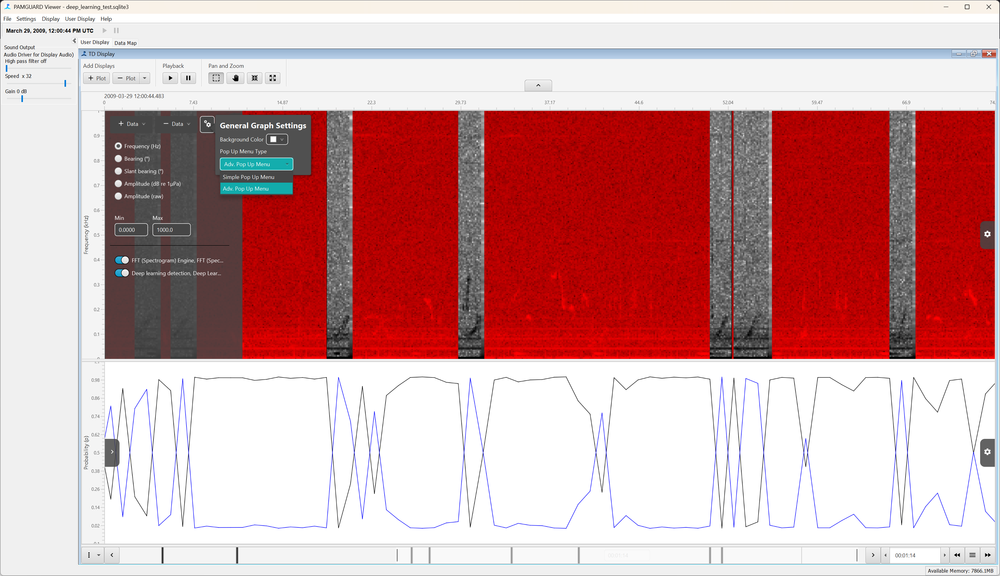 PAMGUARD Viewer - deep_learning_test.sqlite3
File Settings Display User Display Help
March 29, 2009, 12:00:44 PM UTC
User Display Data Map
Sound Output
Audio Driver for Display Audio)
High pass filter off
Speed x 32
Gain 0 dB
TD Display
Add Displays Playback Pan and Zoom
+ Plot − Plot
2009-03-29 12:00:44.483
0 7.43 14.87 22.3 29.73 37.17 44.6 52.04 59.47 66.9 74.
+ Data − Data
General Graph Settings
Background Color
Pop Up Menu Type
Adv. Pop Up Menu
Simple Pop Up Menu
Adv. Pop Up Menu
Frequency (Hz)
Bearing (°)
Slant bearing (°)
Amplitude (dB re 1µPa)
Amplitude (raw)
Min Max
0.0000 1000.0
FFT (Spectrogram) Engine, FFT (Spec...
Deep learning detection, Deep Lear...
Frequency (kHz)
0.9
0.8
0.7
0.6
0.5
0.4
0.3
0.2
0.1
Probability (p)
0.98
0.86
0.74
0.62
0.5
0.38
0.26
0.14
0.02
00:01:14
00:01:14
Available Memory: 7866.1MB